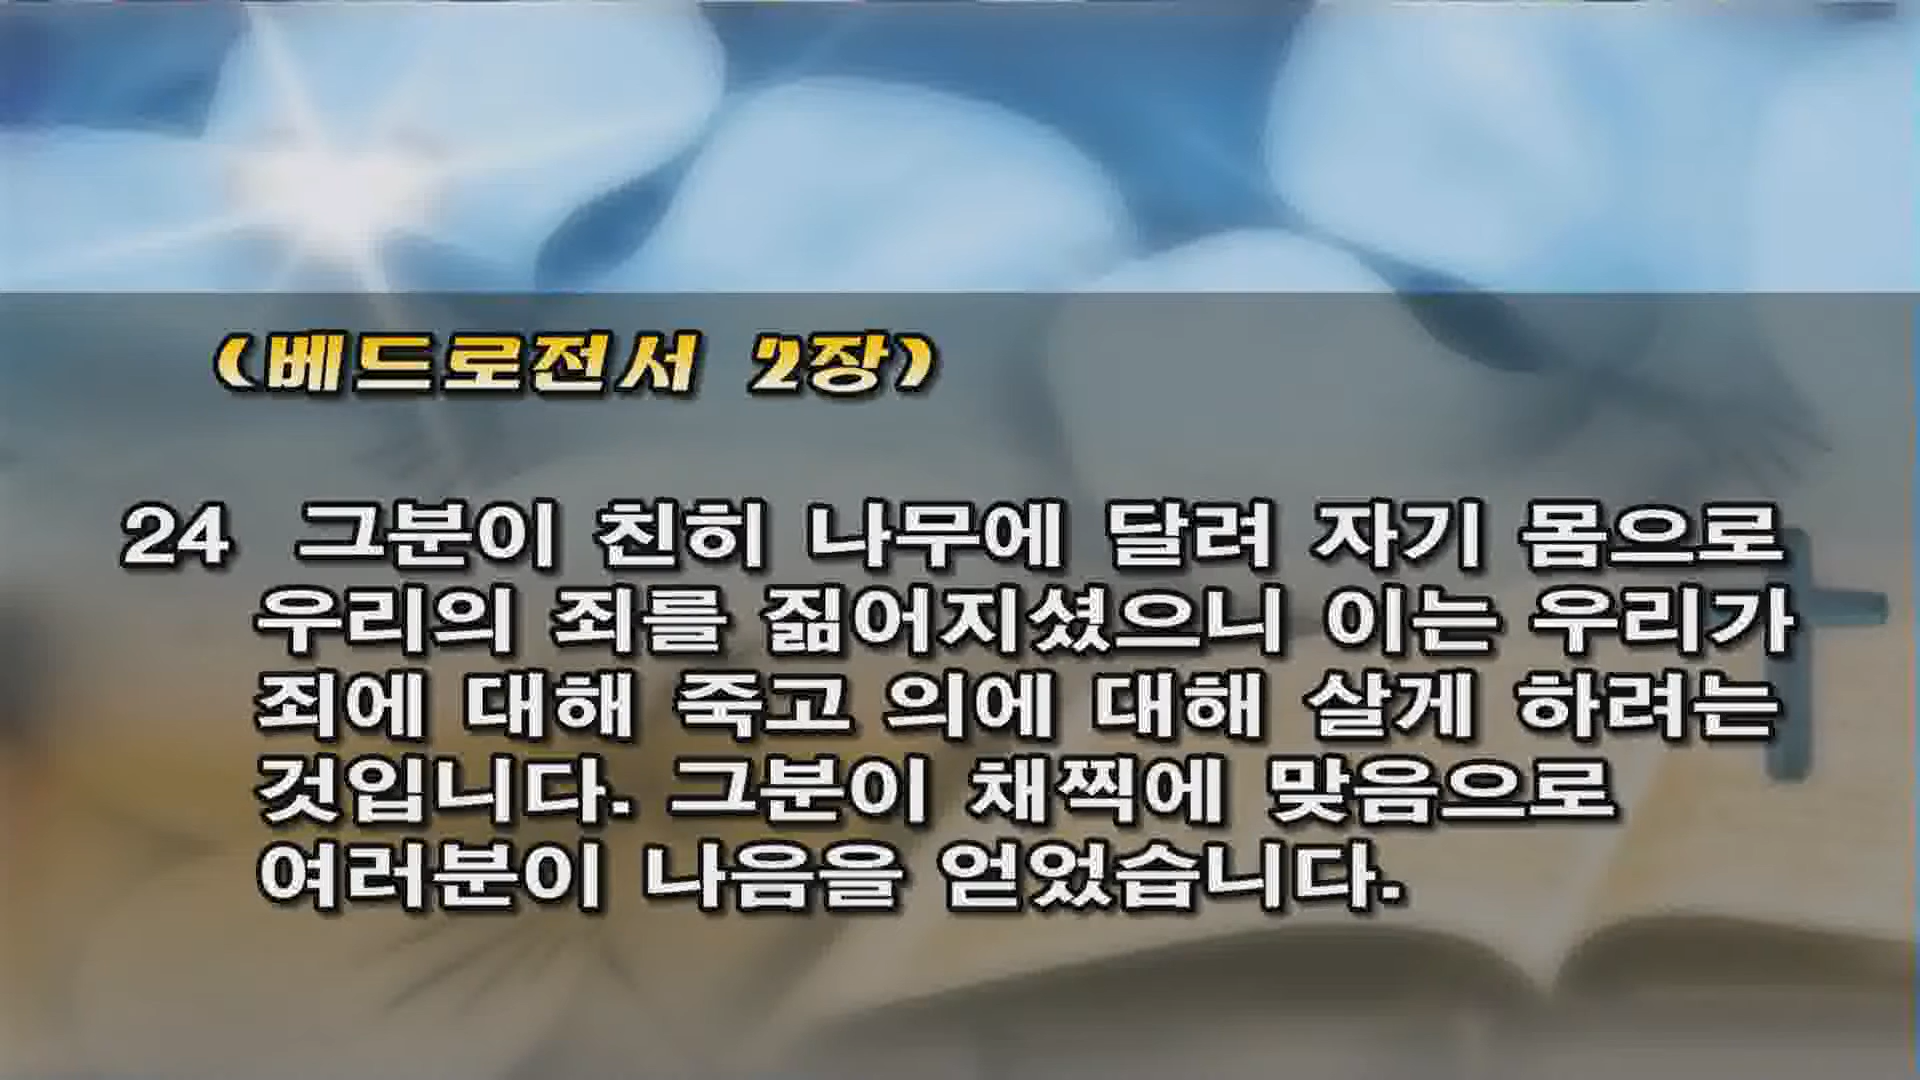 (베드로전서 2장)
24 그분이 친히 나무에 달려 자기 몸으로
우리의 죄를 짊어지셨으니 이는 우리가
죄에 대해 죽고 의에 대해 살게 하려는
것입니다. 그분이 채찍에 맞음으로
여러분이 나음을 얻었습니다.